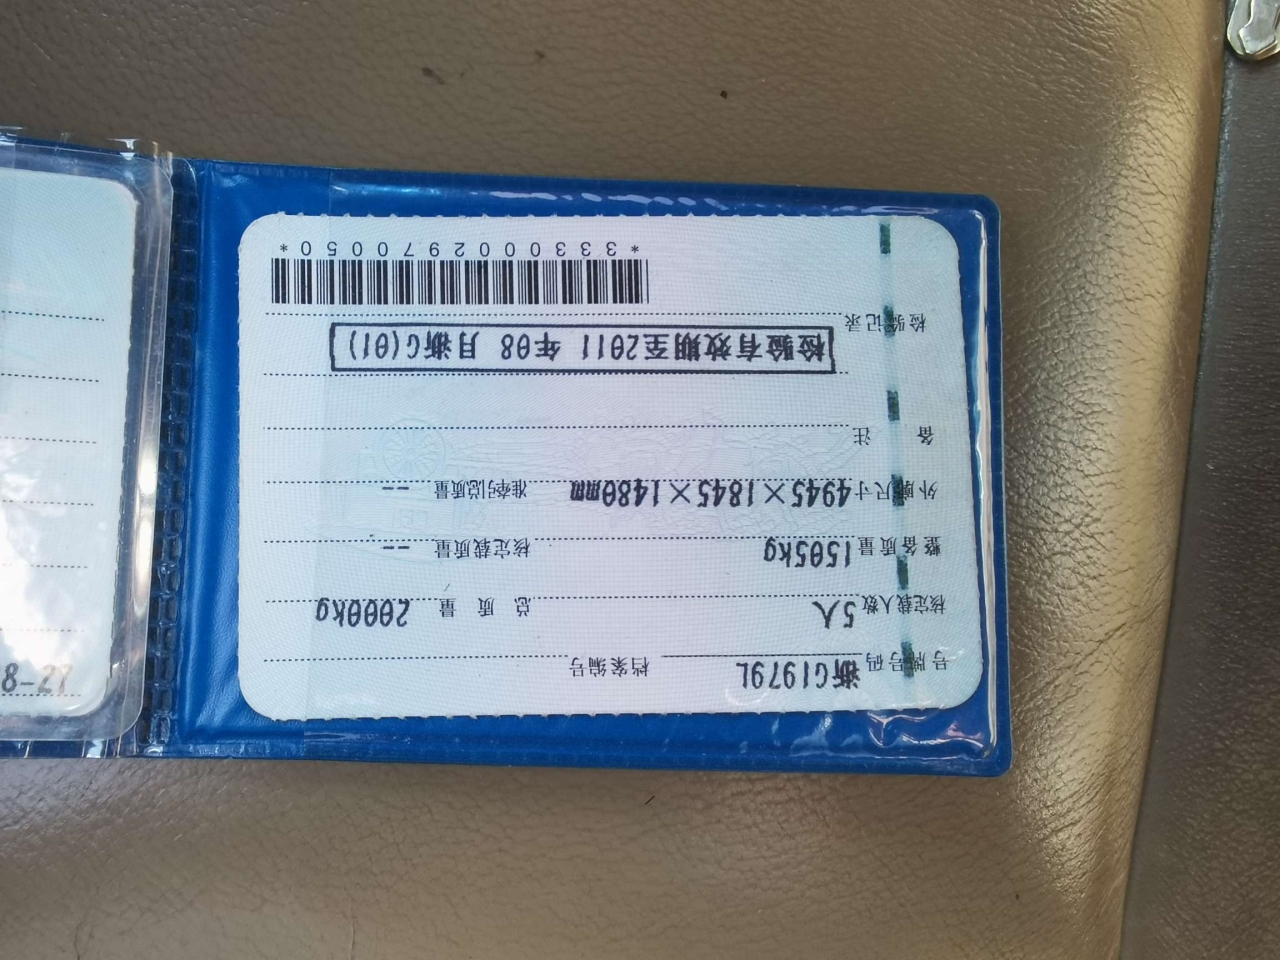 号牌号码 浙G1979L 档案编号
核定载人数 5人 总质量 2000kg
整备质量 1505kg 核定载质量 --
外廓尺寸 4945×1845×1480mm 准牵引总质量 --
备注
检验记录
检验有效期至2011年08月浙G(01)
*3330002970050*
8-27